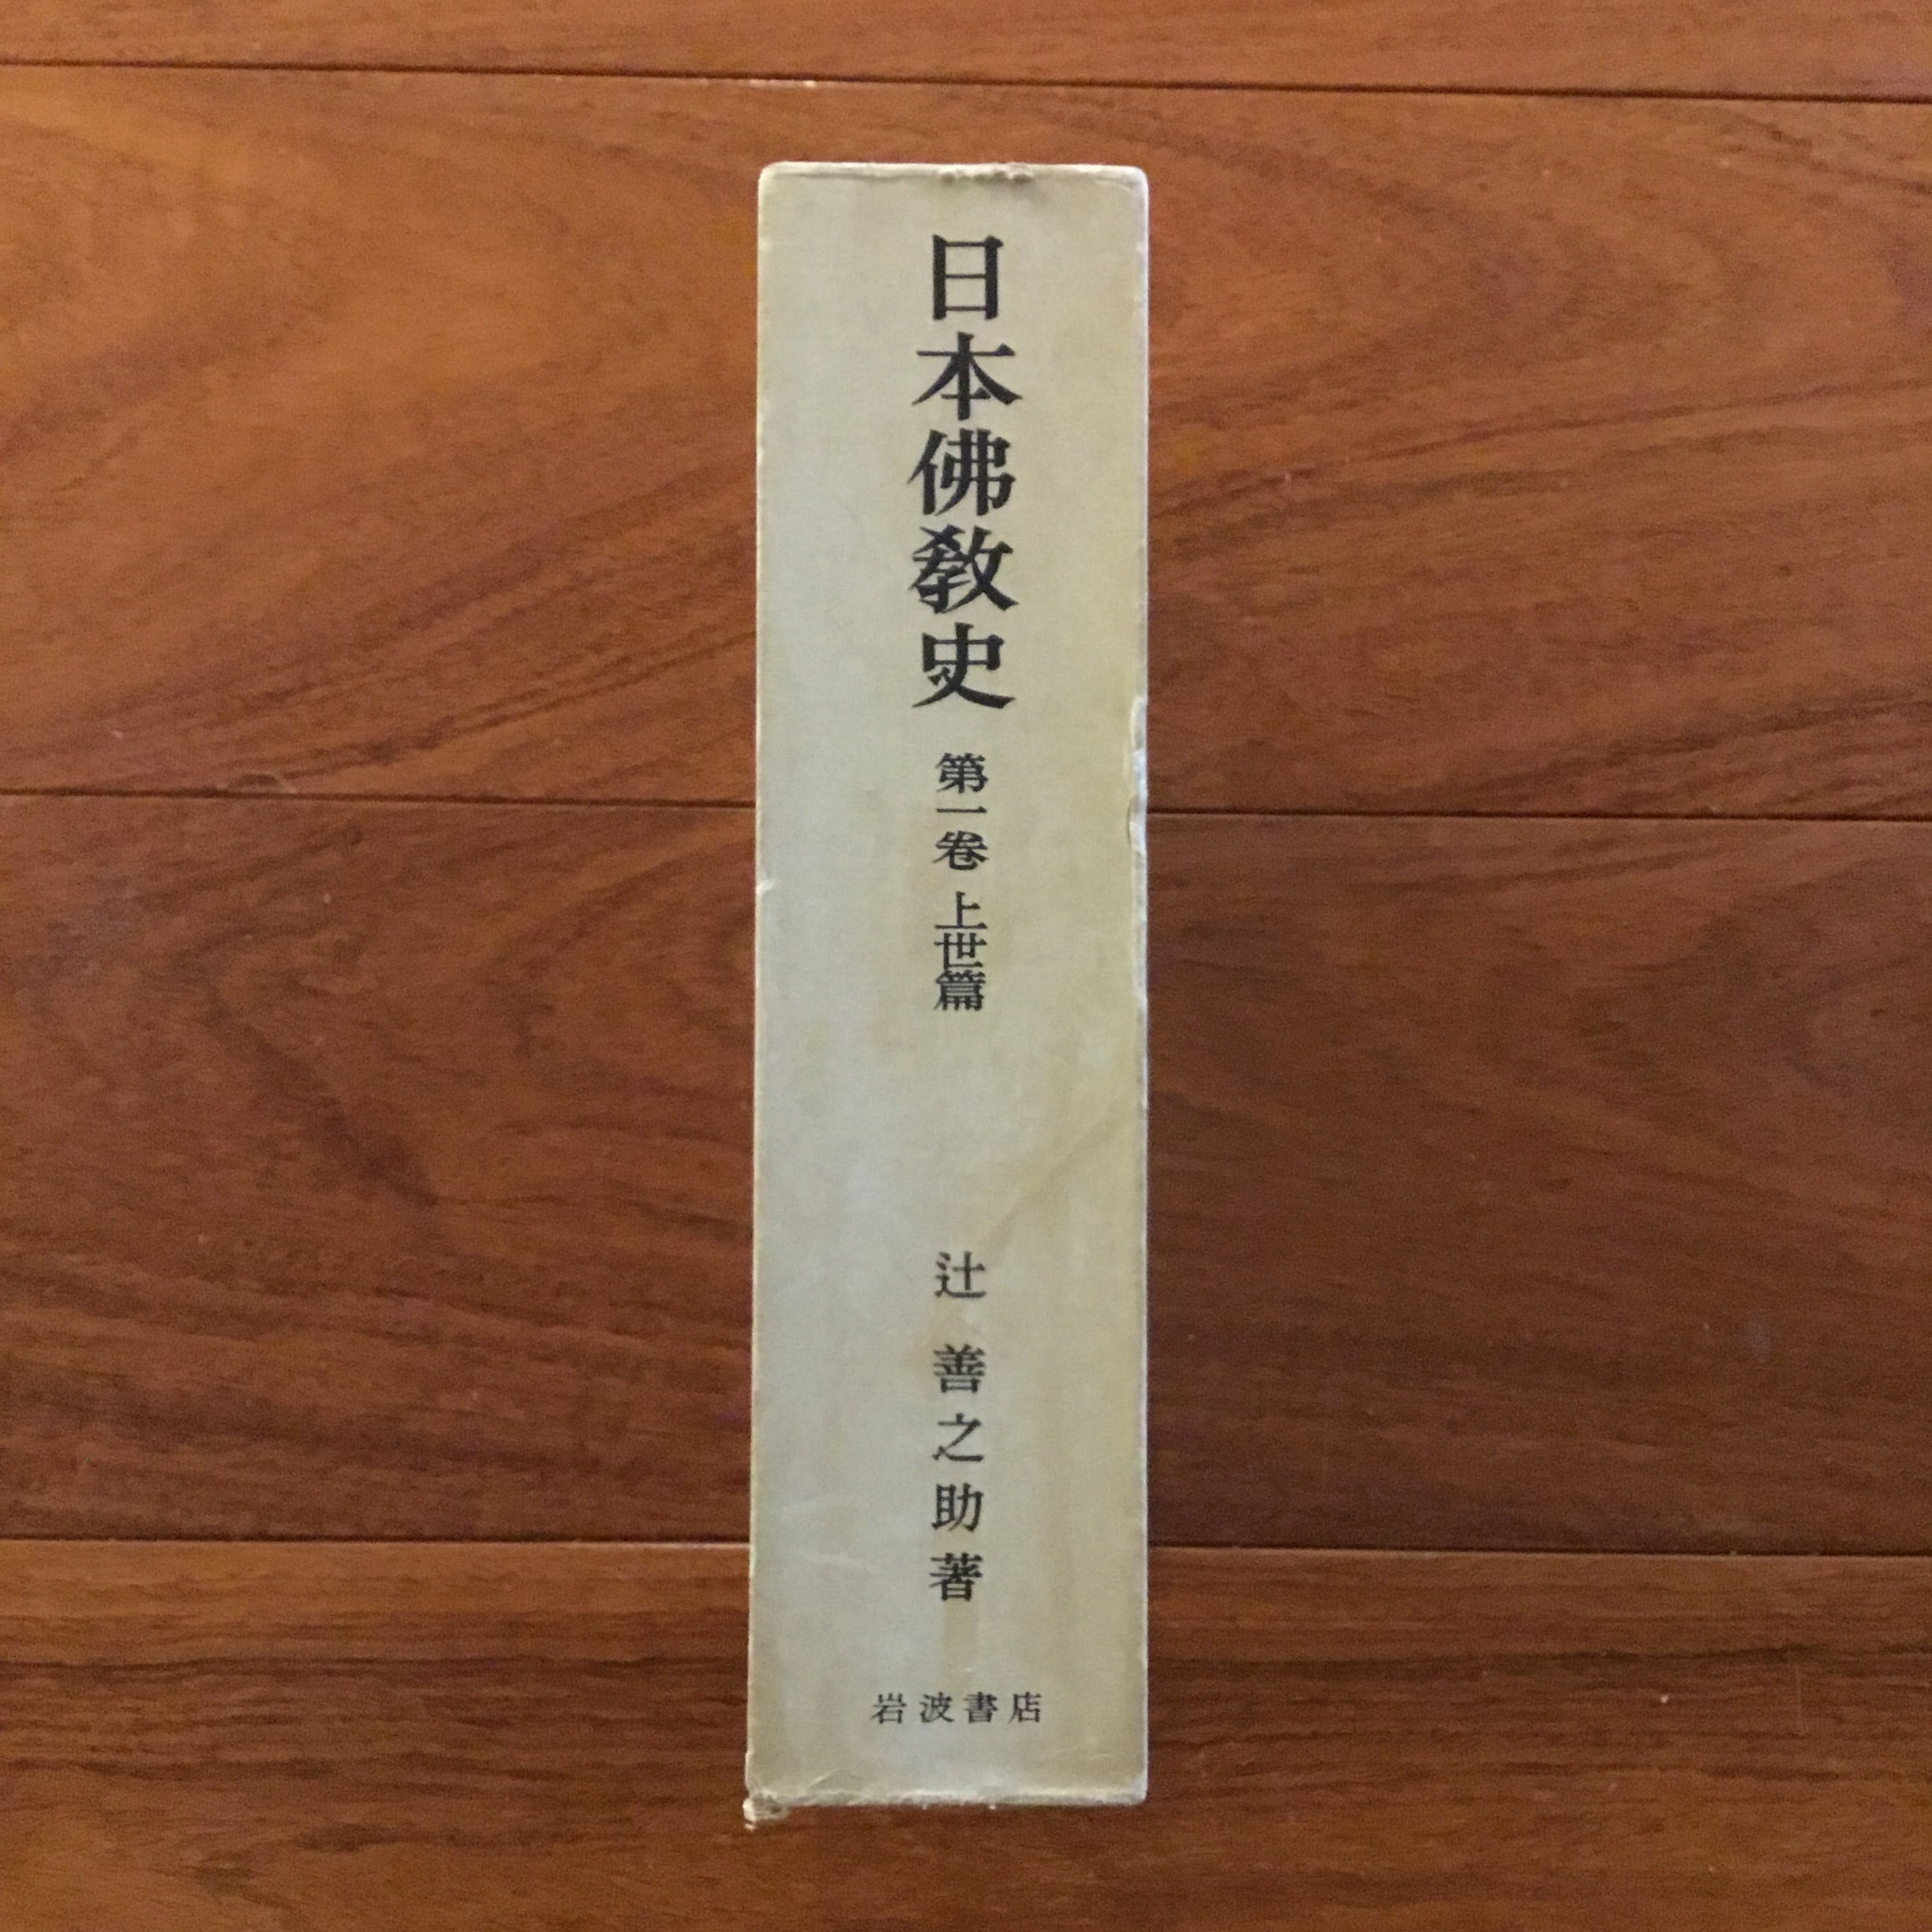 日本佛教史
第一卷 上世篇
辻 善之助著
岩波書店